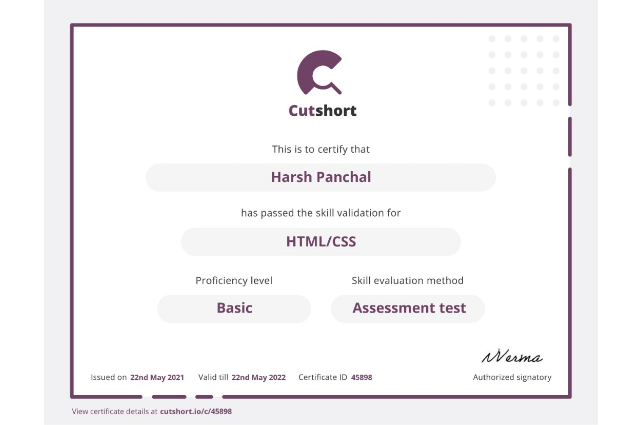 Cutshort
This is to certify that
Harsh Panchal
has passed the skill validation for
HTML/CSS
Proficiency level
Skill evaluation method
Basic
Assessment test
Verma
Issued on 22nd May 2021 Valid till 22nd May 2022 Certificate ID 45898
Authorized signatory
View certificate details at cutshort.io/c/45898